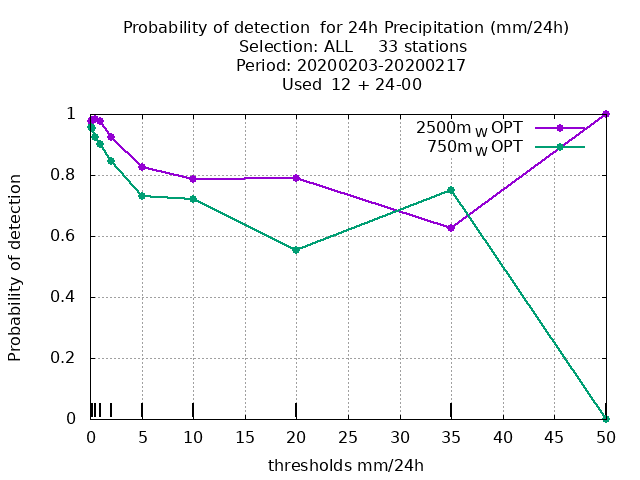 Probability of detection  for 24h Precipitation (mm/24h)
Selection: ALL     33 stations
Period: 20200203-20200217
Used  12 + 24-00
2500m_W OPT
750m_W OPT
Probability of detection
1
0.8
0.6
0.4
0.2
0
0 5 10 15 20 25 30 35 40 45 50
thresholds mm/24h